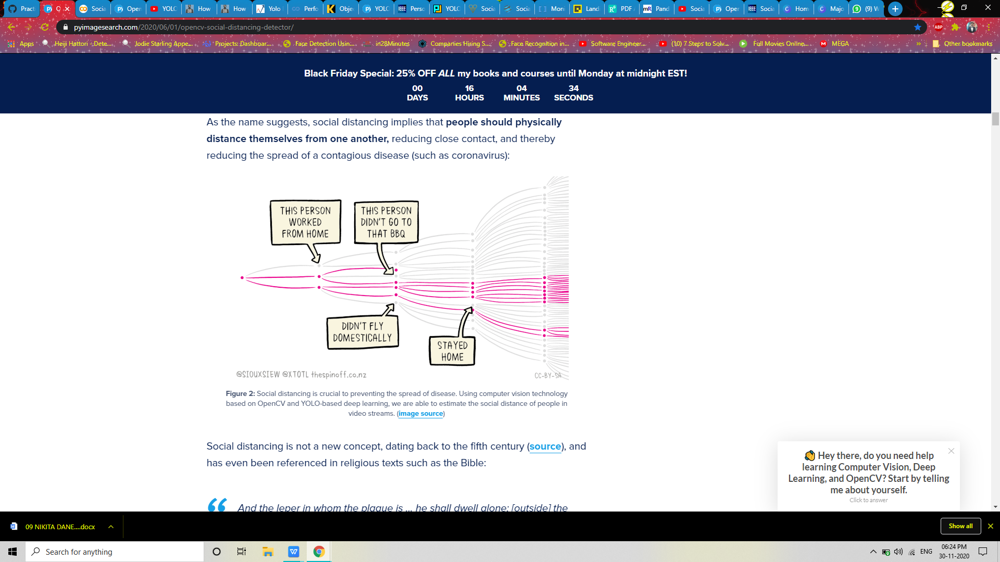 Pract
O
Socia
Open
YOLC
How
How
Yolo
Perfo
Obje
YOLC
Perso
YOLC
Socia
Socia
Moni
Land
PDF
Pand
Socia
Oper
Socia
Hom
Majo
(9) W
pyimagesearch.com/2020/06/01/opencv-social-distancing-detector/
ABP
Apps
Heiji Hattori - Dete...
Jodie Starling Appe...
Projects: Dashboar...
Face Detection Usin...
in28Minutes
Companies Hiring S...
Face Recognition in...
Software Engineer...
(10) 7 Steps to Solv...
Full Movies Online...
MEGA
»
Other bookmarks
Black Friday Special: 25% OFF ALL my books and courses until Monday at midnight EST!
00 16 04 34
DAYS HOURS MINUTES SECONDS
As the name suggests, social distancing implies that people should physically
distance themselves from one another, reducing close contact, and thereby
reducing the spread of a contagious disease (such as coronavirus):
THIS PERSON
WORKED
FROM HOME
THIS PERSON
DIDN'T GO TO
THAT BBQ
DIDN'T FLY
DOMESTICALLY
STAYED
HOME
@SIOUXSIEW @XTOTL thespinoff.co.nz
CC-BY-SA
Figure 2: Social distancing is crucial to preventing the spread of disease. Using computer vision technology
based on OpenCV and YOLO-based deep learning, we are able to estimate the social distance of people in
video streams. (image source)
Social distancing is not a new concept, dating back to the fifth century (source), and
has even been referenced in religious texts such as the Bible:
And the leper in whom the plague is ... he shall dwell alone; [outside] the
Hey there, do you need help
learning Computer Vision, Deep
Learning, and OpenCV? Start by telling
me about yourself.
Click to answer
09 NIKITA DANE....docx
Show all
Search for anything
ENG
06:24 PM
30-11-2020